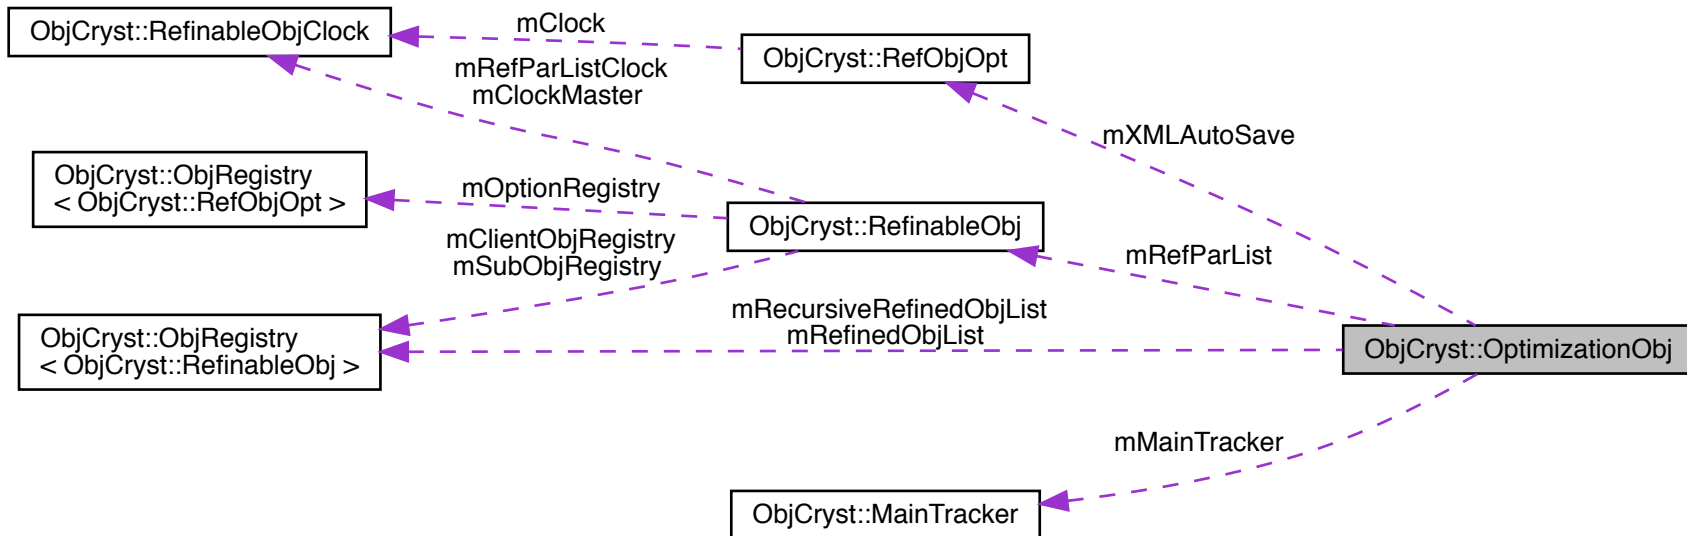 ObjCryst::RefinableObjClock
mClock
ObjCryst::RefObjOpt
mRefParListClock
mClockMaster
mXMLAutoSave
ObjCryst::ObjRegistry
< ObjCryst::RefObjOpt >
mOptionRegistry
ObjCryst::RefinableObj
mClientObjRegistry
mSubObjRegistry
mRefParList
ObjCryst::ObjRegistry
< ObjCryst::RefinableObj >
mRecursiveRefinedObjList
mRefinedObjList
ObjCryst::OptimizationObj
mMainTracker
ObjCryst::MainTracker